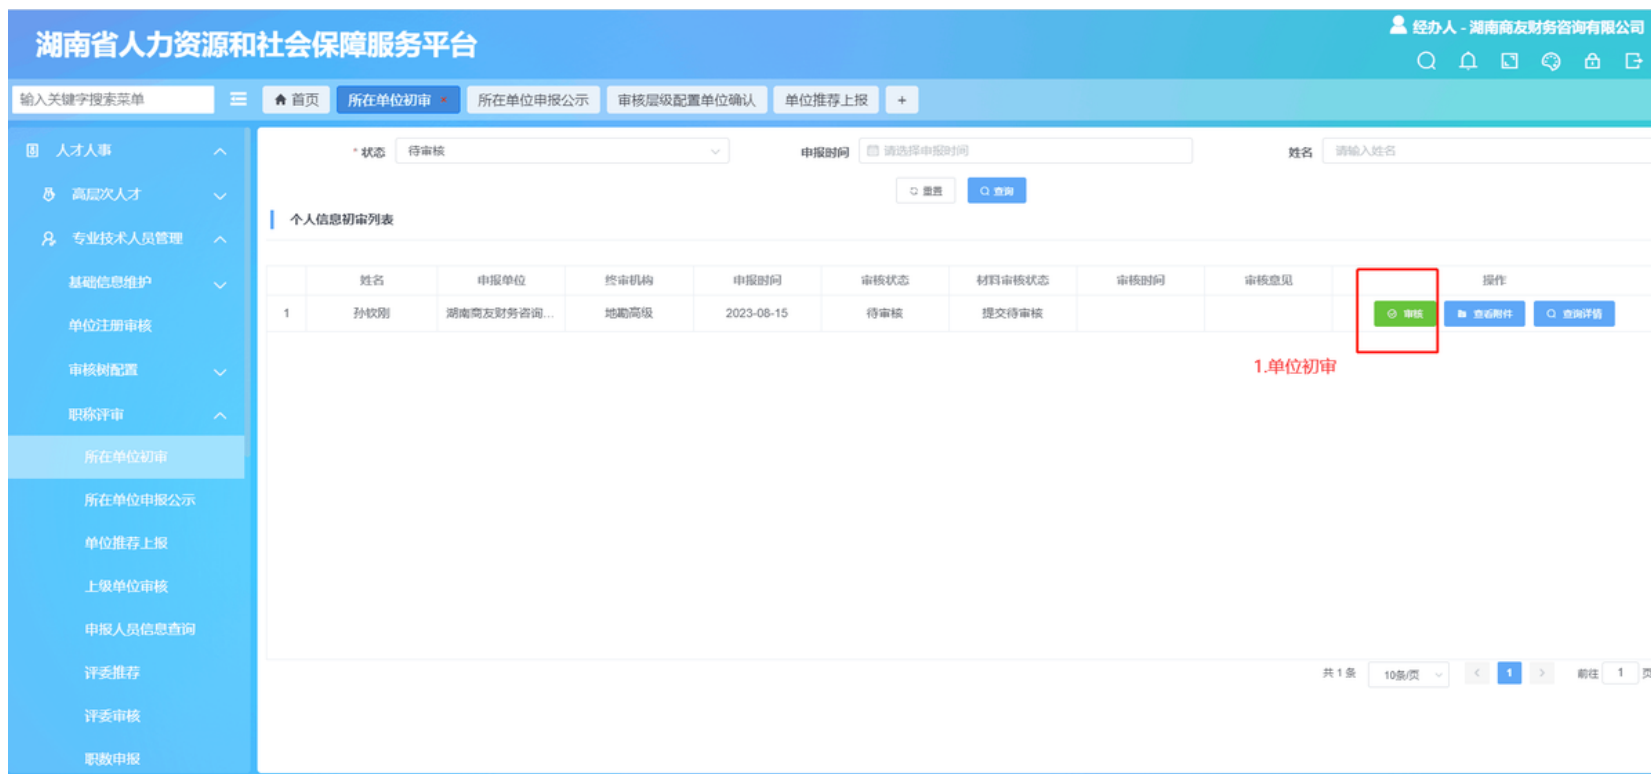 湖南省人力资源和社会保障服务平台
经办人 - 湖南商友财务咨询有限公司
输入关键字搜索菜单
首页 所在单位初审 所在单位申报公示 审核层级配置单位确认 单位推荐上报 +
人才人事
高层次人才
专业技术人员管理
基础信息维护
单位注册审核
审核树配置
职称评审
所在单位初审
所在单位申报公示
单位推荐上报
上级单位审核
申报人员信息查询
评委推荐
评委审核
职数申报
* 状态 待审核 申报时间 请选择申报时间 姓名 请输入姓名
重置 查询
个人信息初审列表
姓名 申报单位 终审机构 申报时间 审核状态 材料审核状态 审核时间 审核意见 操作
1 孙钦刚 湖南商友财务咨询... 地勘高级 2023-08-15 待审核 提交待审核 审核 查看附件 查询详情
1.单位初审
共 1 条 10条/页 < 1 > 前往 1 页